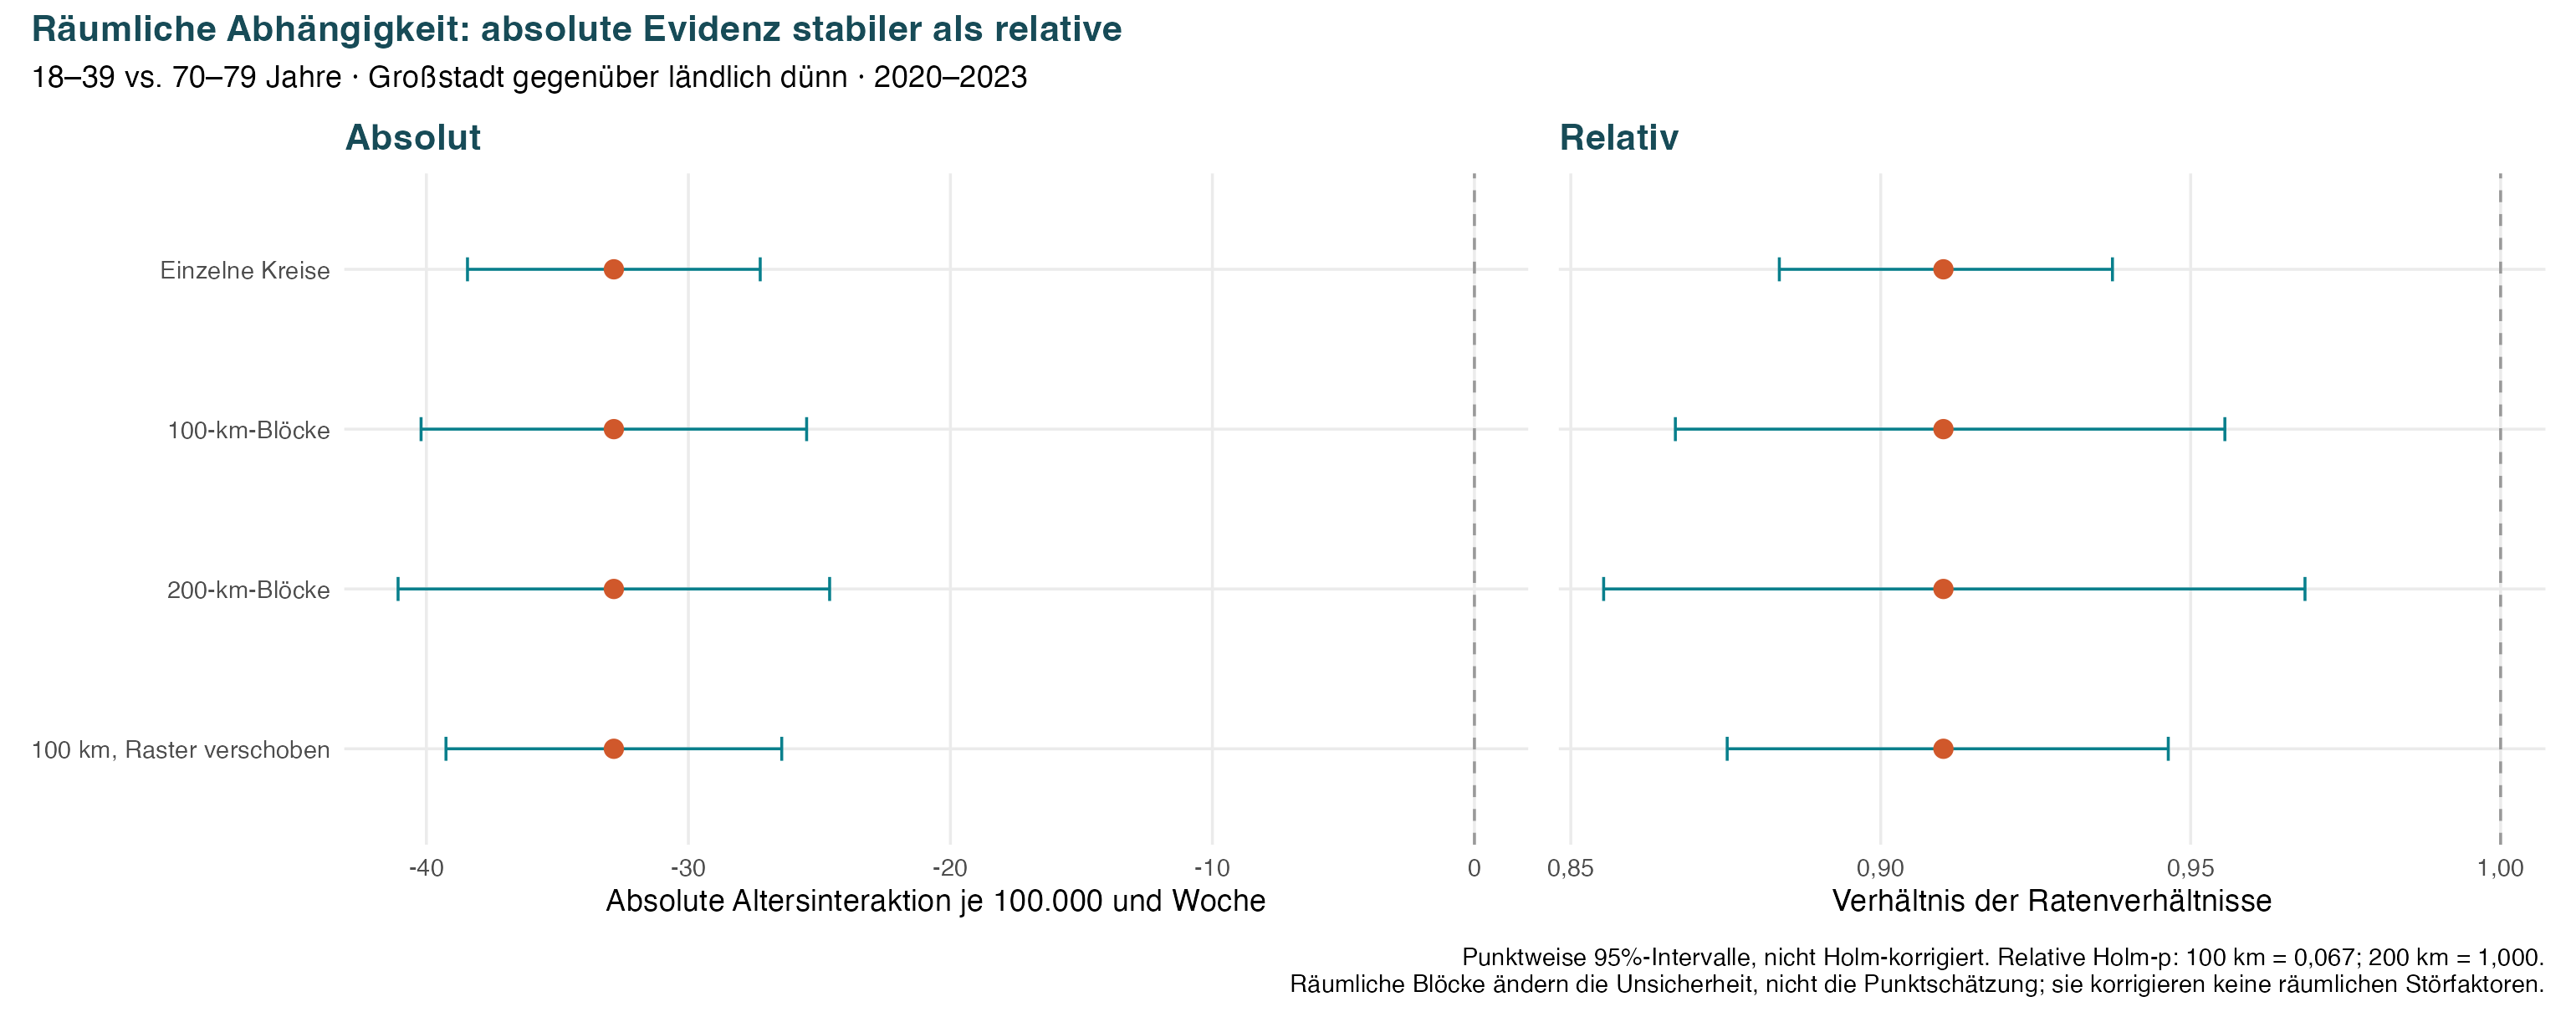 Räumliche Abhängigkeit: absolute Evidenz stabiler als relative
18–39 vs. 70–79 Jahre · Großstadt gegenüber ländlich dünn · 2020–2023
Absolut
Relativ
Einzelne Kreise
100-km-Blöcke
200-km-Blöcke
100 km, Raster verschoben
-40 -30 -20 -10 0
0,85 0,90 0,95 1,00
Absolute Altersinteraktion je 100.000 und Woche
Verhältnis der Ratenverhältnisse
Punktweise 95%-Intervalle, nicht Holm-korrigiert. Relative Holm-p: 100 km = 0,067; 200 km = 1,000.
Räumliche Blöcke ändern die Unsicherheit, nicht die Punktschätzung; sie korrigieren keine räumlichen Störfaktoren.